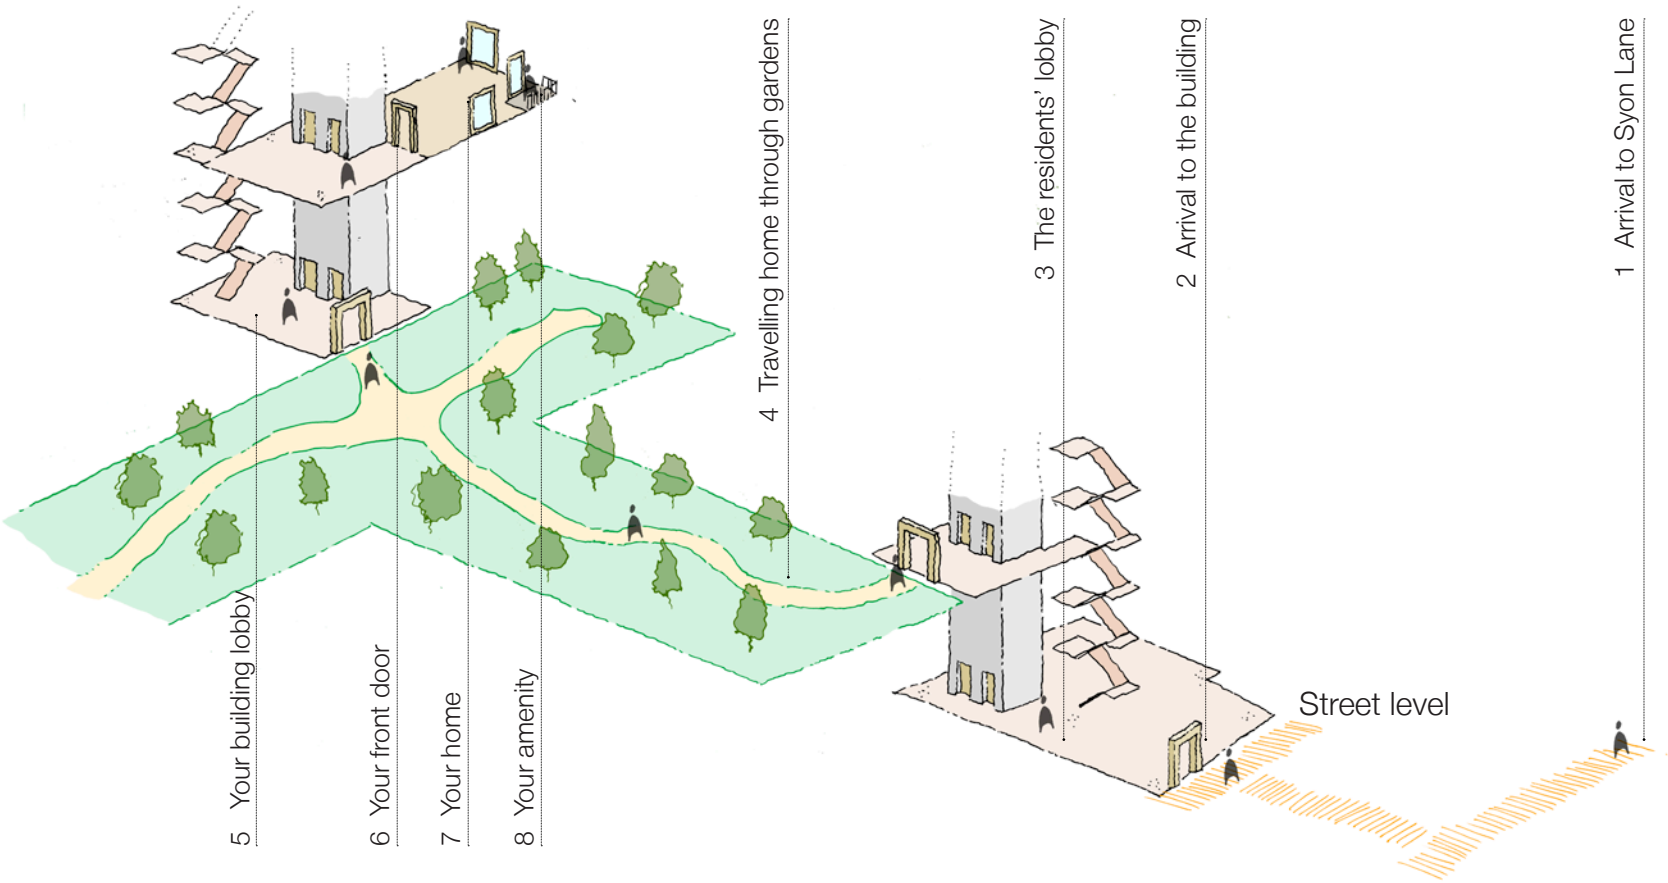 1 Arrival to Syon Lane
2 Arrival to the building
3 The residents’ lobby
4 Travelling home through gardens
5 Your building lobby
6 Your front door
7 Your home
8 Your amenity
Street level